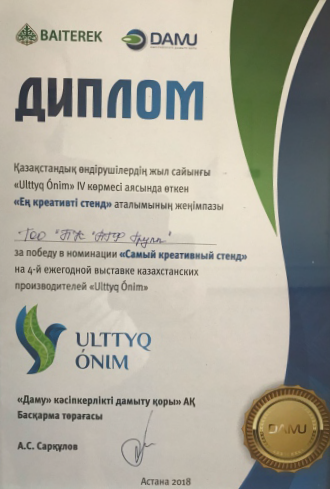 BAITEREK DAMU
ДИПЛОМ
Қазақстандық өндірушілердің жыл сайынғы
«Ulttyq Ónim» IV көрмесі аясында өткен
«Ең креативті стенд» аталымының жеңімпазы
ТОО "ПК
за победу в номинации «Самый креативный стенд»
на 4-й ежегодной выставке казахстанских
производителей «Ulttyq Ónim»
ULTTYQ
ÓNIM
«Даму» кәсіпкерлікті дамыту қоры» АҚ
Басқарма төрағасы
А.С. Сарқұлов
DAMU
Астана 2018